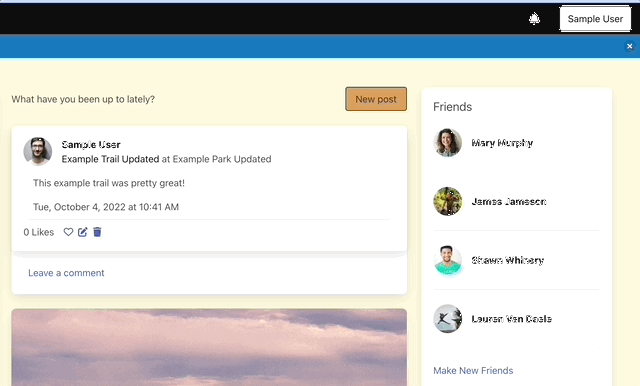 Sample User
What have you been up to lately?
New post
Sample User
Example Trail Updated at Example Park Updated
This example trail was pretty great!
Tue, October 4, 2022 at 10:41 AM
0 Likes
Leave a comment
Friends
Mary Murphy
James Jameson
Shawn Whinery
Lauren Van Daele
Make New Friends